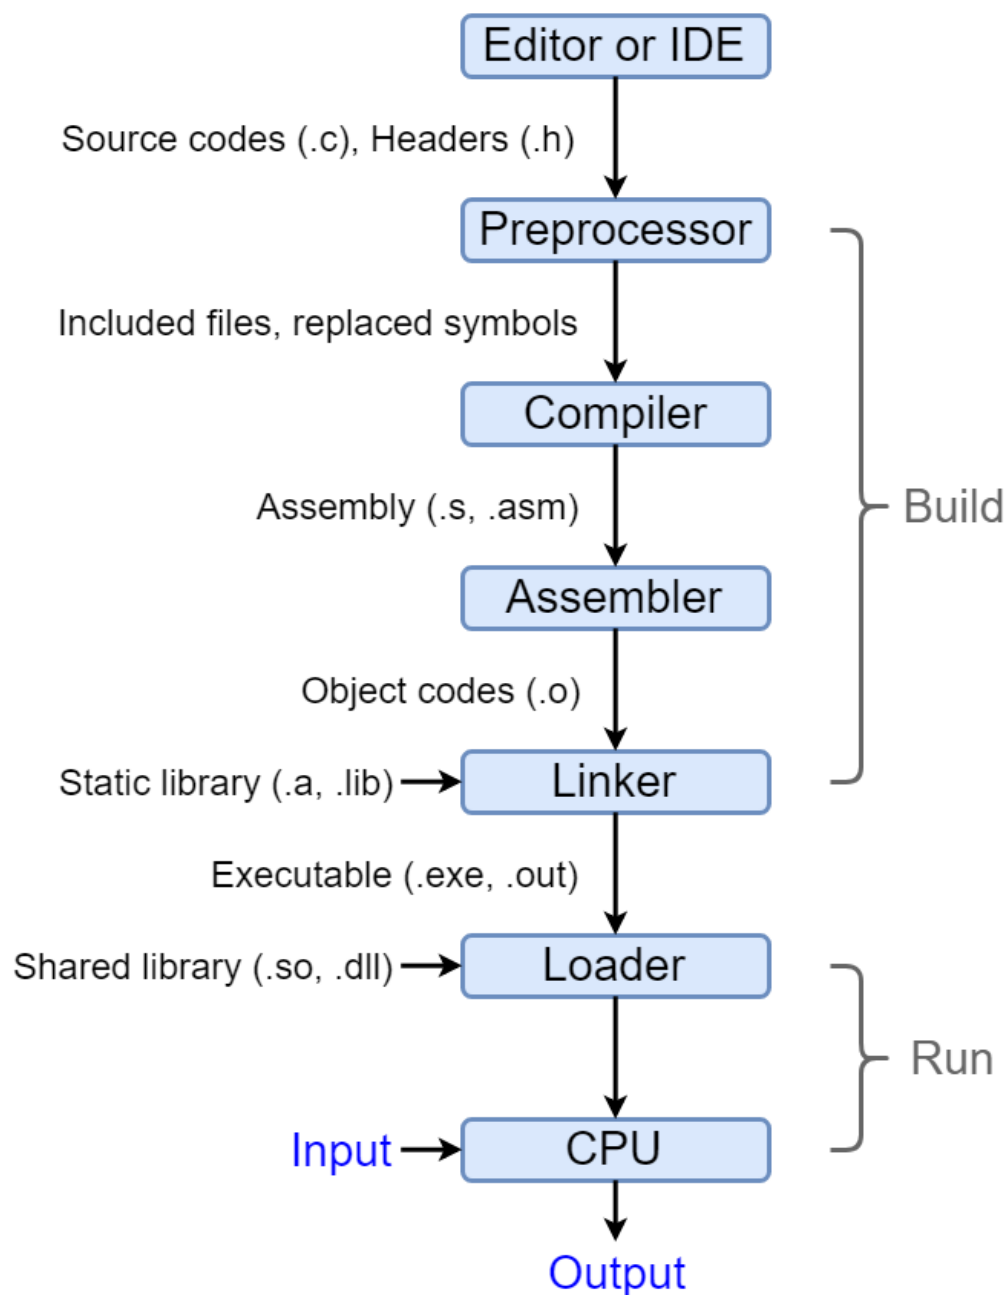 Editor or IDE
Source codes (.c), Headers (.h)
Preprocessor
Included files, replaced symbols
Compiler
Assembly (.s, .asm)
Build
Assembler
Object codes (.o)
Static library (.a, .lib)
Linker
Executable (.exe, .out)
Shared library (.so, .dll)
Loader
Run
Input
CPU
Output